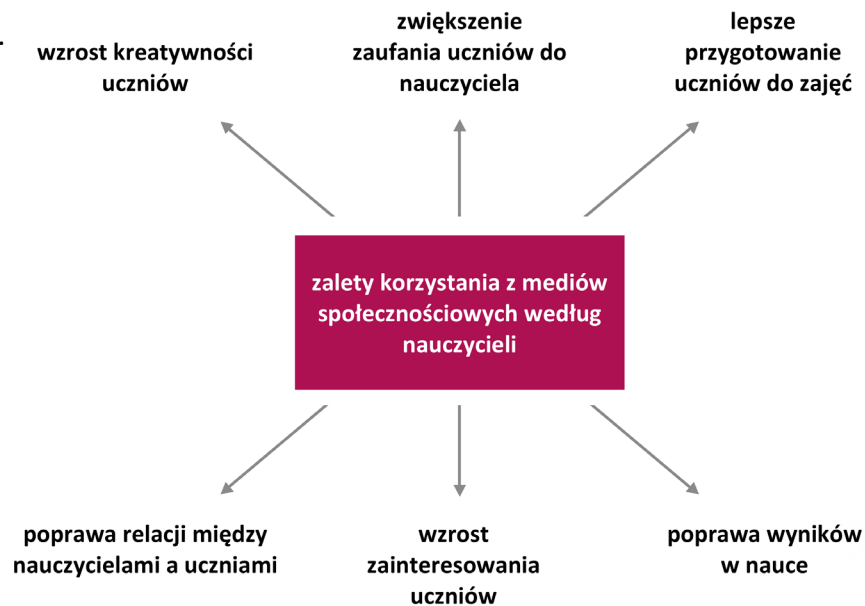 wzrost kreatywności
uczniów
zwiększenie
zaufania uczniów do
nauczyciela
lepsze
przygotowanie
uczniów do zajęć
zalety korzystania z mediów
społecznościowych według
nauczycieli
poprawa relacji między
nauczycielami a uczniami
wzrost
zainteresowania
uczniów
poprawa wyników
w nauce